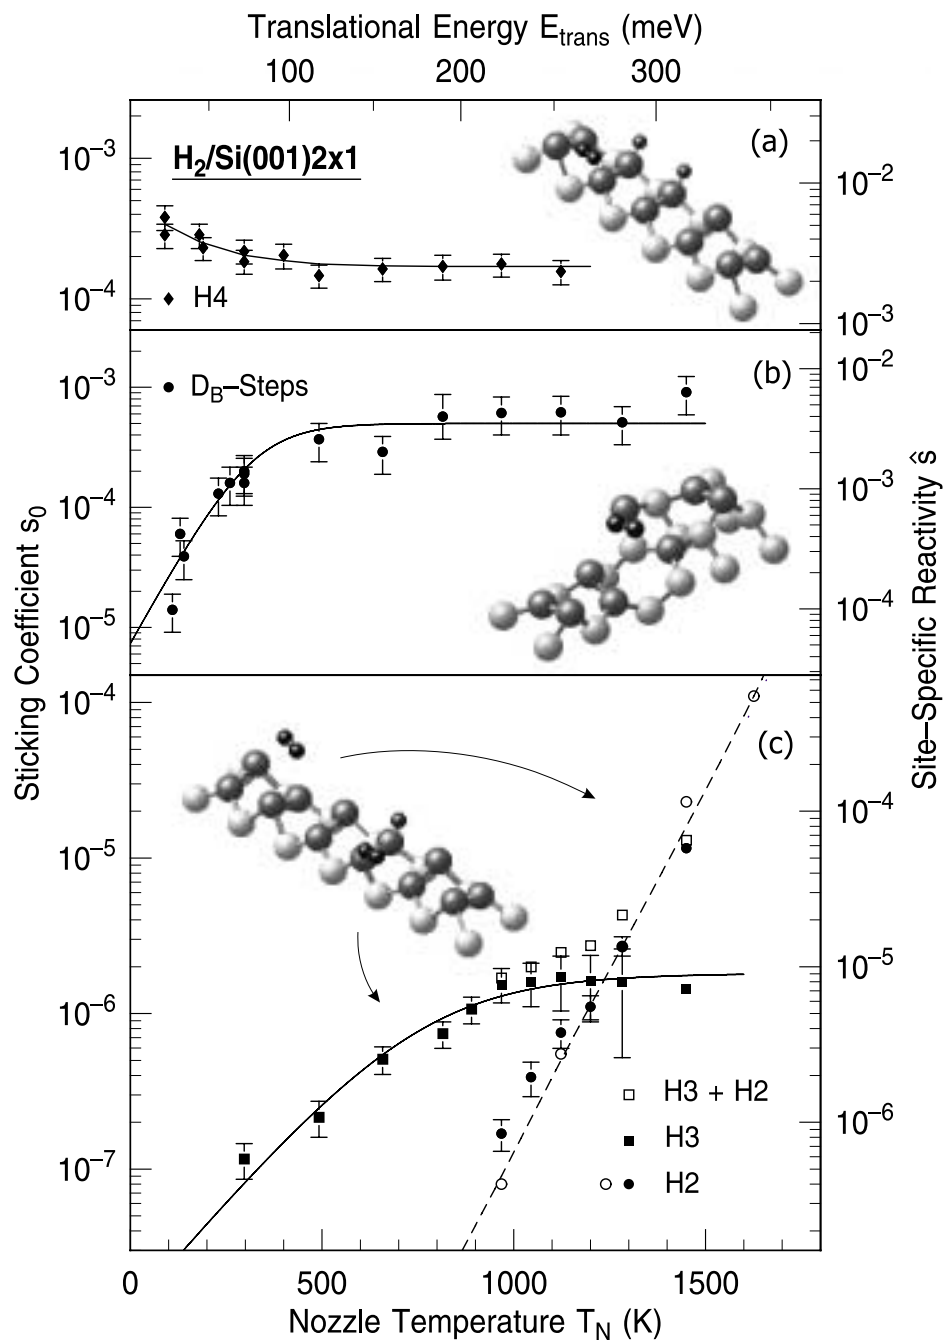 Translational Energy E_trans (meV)
100 200 300
H₂/Si(001)2x1
(a)
10⁻³
10⁻⁴
10⁻²
10⁻³
H4
D_B–Steps
(b)
10⁻³
10⁻⁴
10⁻⁵
10⁻²
10⁻³
10⁻⁴
Sticking Coefficient s₀
Site–Specific Reactivity ŝ
(c)
10⁻⁴
10⁻⁵
10⁻⁶
10⁻⁷
10⁻⁴
10⁻⁵
10⁻⁶
H3 + H2
H3
H2
0 500 1000 1500
Nozzle Temperature T_N (K)